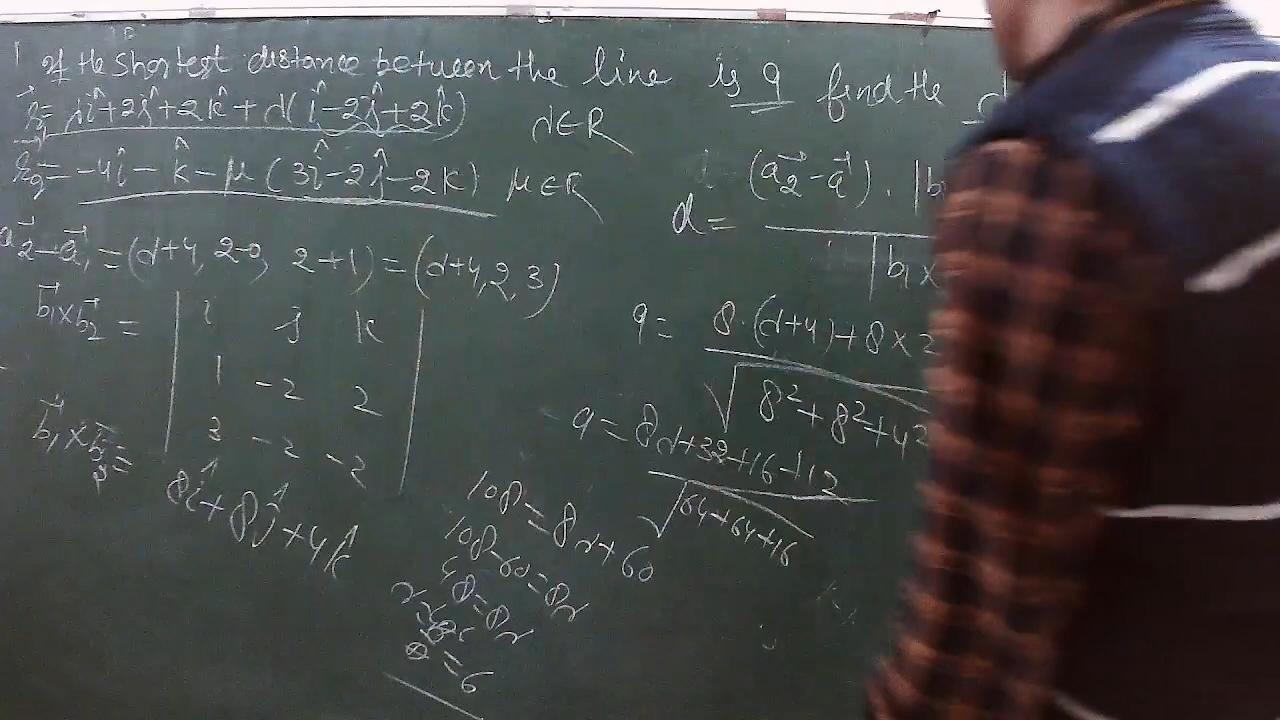 If the shortest distance between the line is 9 find the
r⃗₁ = αî+2ĵ+2k̂+λ(î-2ĵ+2k̂) λ∈R
r⃗₂ = -4î-k̂-μ(3î-2ĵ-2k) μ∈R
a⃗₂-a⃗₁ = (α+4, 2-0, 2+1) = (α+4, 2, 3)
b⃗₁×b⃗₂ = | i j k |
1 -2 2
3 -2 -2
b⃗₁×b⃗₂ =
8î+8ĵ+4k̂
d = (a⃗₂-a⃗). |b
|b₁×
9 = 8.(α+4)+8×2
√8²+8²+4²
9 = 8α+32+16+12
√64+64+16
108 = 8α+60
108-60=8α
48=8α
α=6